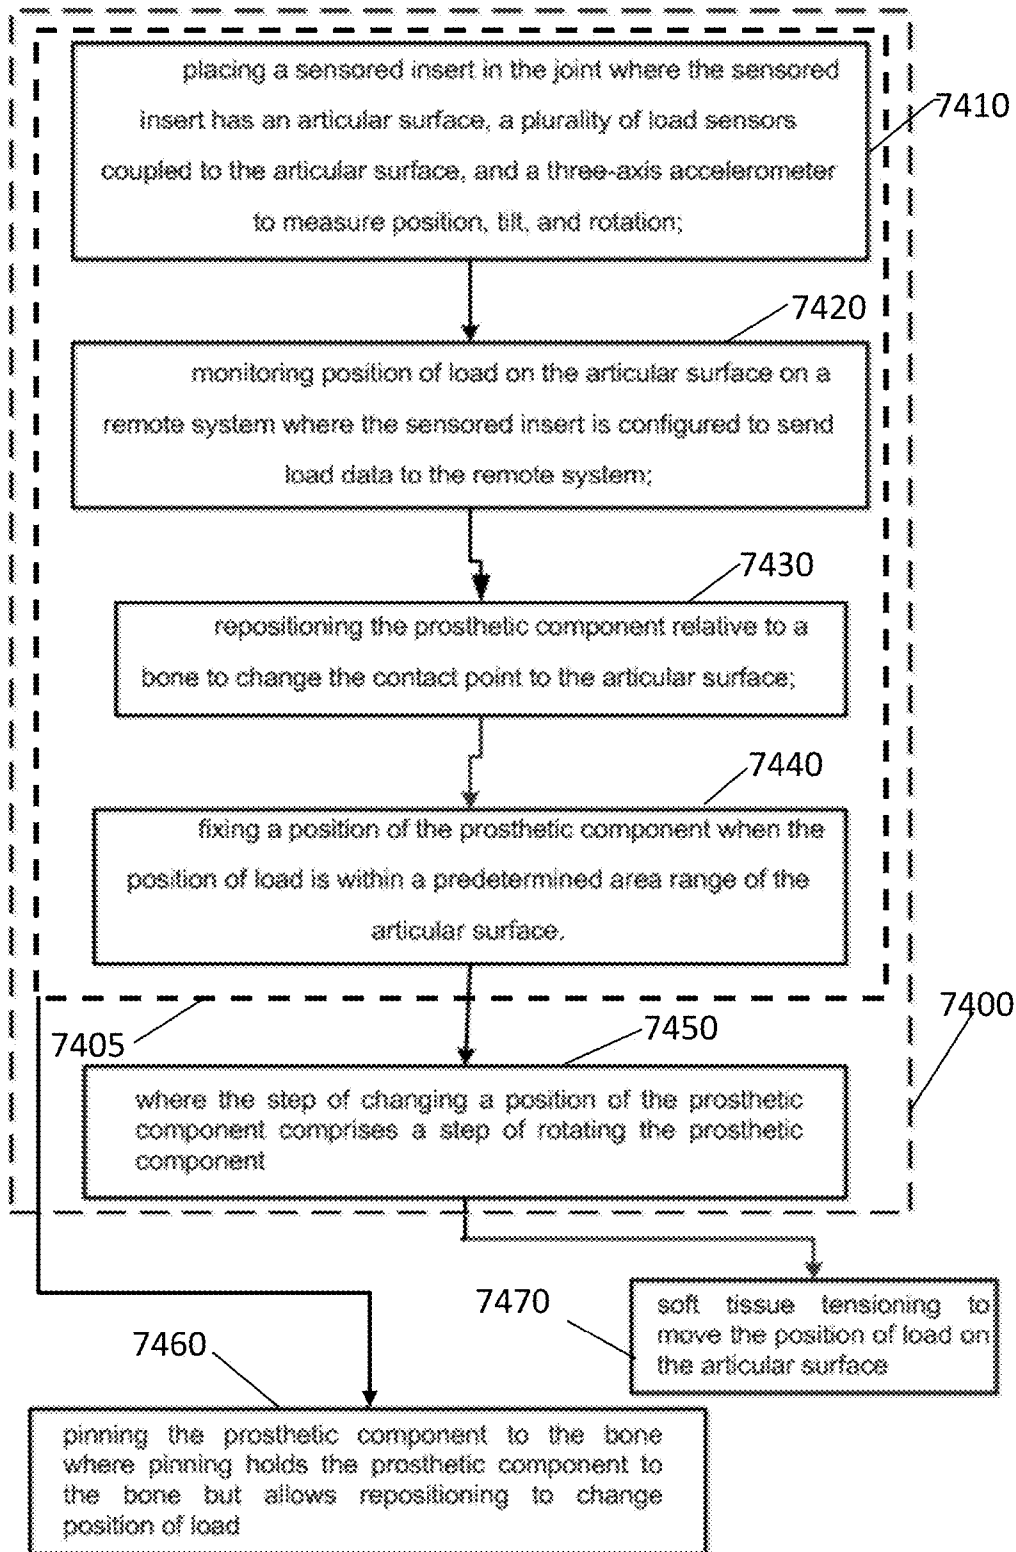 placing a sensored insert in the joint where the sensored
insert has an articular surface, a plurality of load sensors
coupled to the articular surface, and a three-axis accelerometer
to measure position, tilt, and rotation;
7410
7420
monitoring position of load on the articular surface on a
remote system where the sensored insert is configured to send
load data to the remote system;
7430
repositioning the prosthetic component relative to a
bone to change the contact point to the articular surface;
7440
fixing a position of the prosthetic component when the
position of load is within a predetermined area range of the
articular surface.
7405
7450
7400
where the step of changing a position of the prosthetic
component comprises a step of rotating the prosthetic
component
7470
soft tissue tensioning to
move the position of load on
the articular surface
7460
pinning the prosthetic component to the bone
where pinning holds the prosthetic component to
the bone but allows repositioning to change
position of load